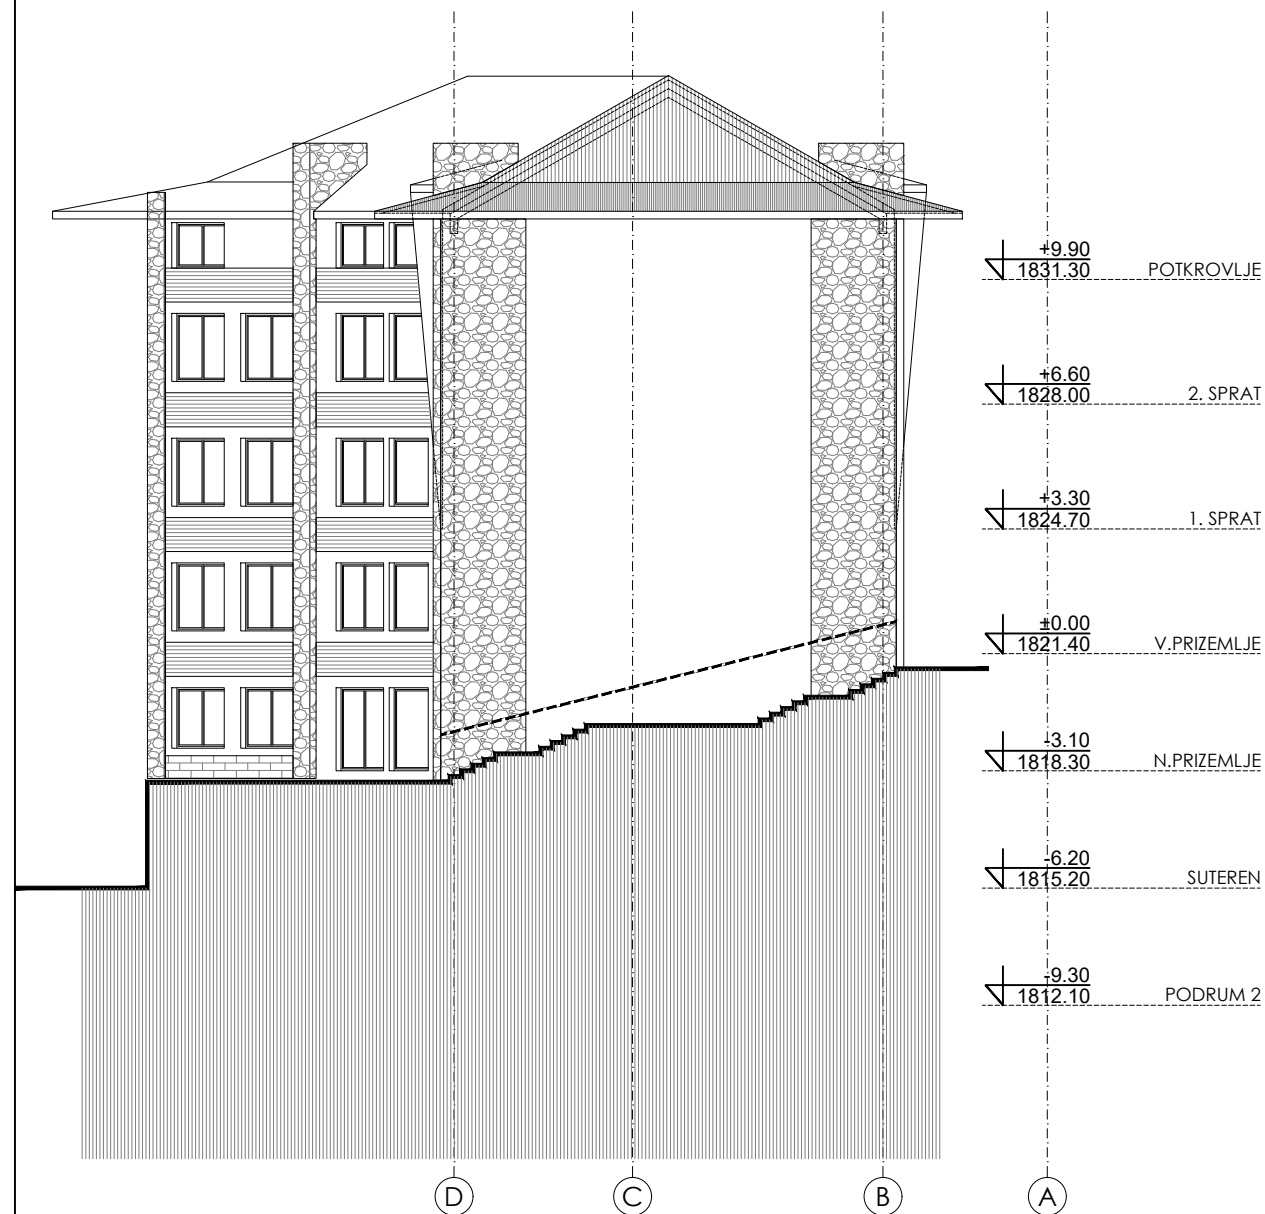 +9.90
1831.30 POTKROVLJE
+6.60
1828.00 2. SPRAT
+3.30
1824.70 1. SPRAT
±0.00
1821.40 V.PRIZEMLJE
-3.10
1818.30 N.PRIZEMLJE
-6.20
1815.20 SUTEREN
-9.30
1812.10 PODRUM 2
D C B A